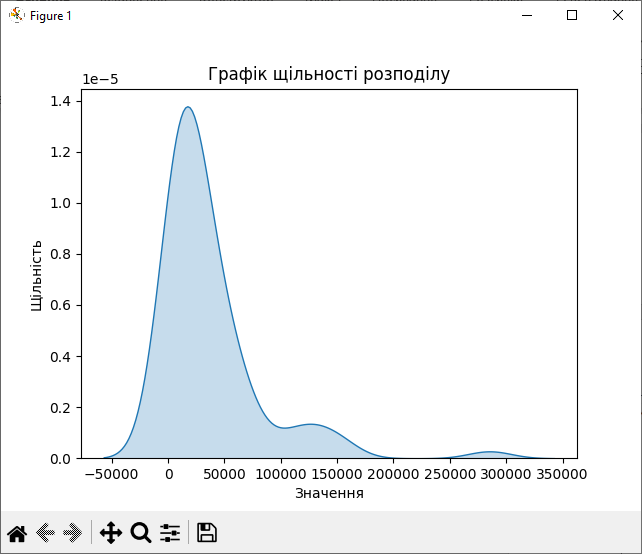 Figure 1
Графік щільності розподілу
1e−5
1.4
1.2
1.0
0.8
0.6
0.4
0.2
0.0
Щільність
−50000 0 50000 100000 150000 200000 250000 300000 350000
Значення